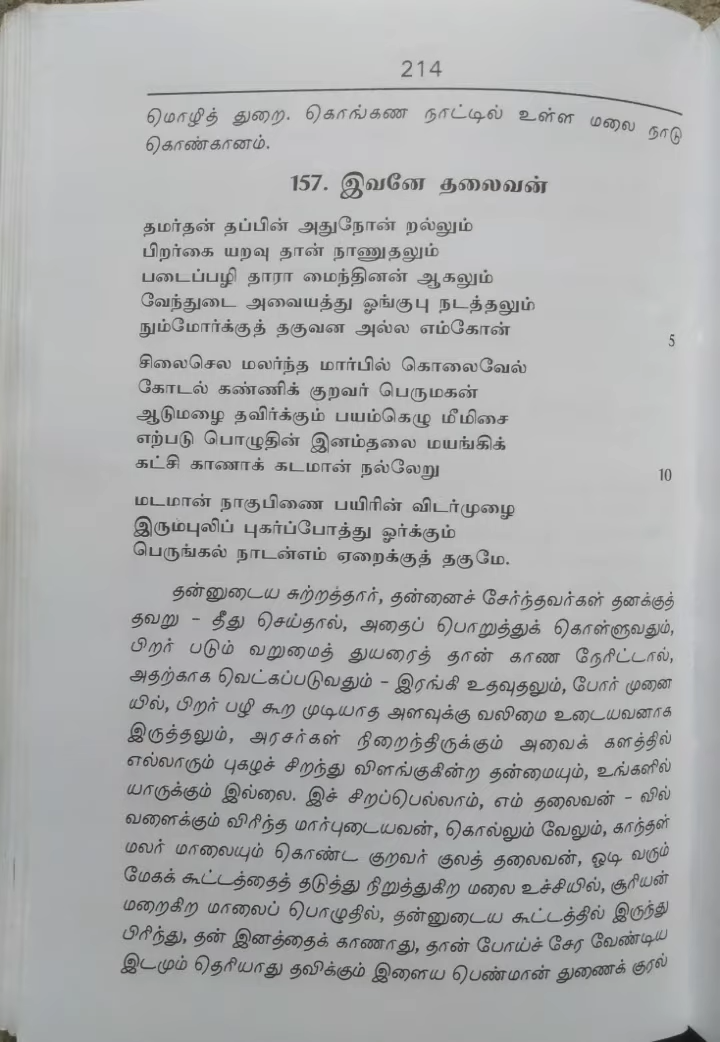 214
மொழித் துறை. கொங்கண நாட்டில் உள்ள மலை நாடு
கொண்கானம்.
157. இவனே தலைவன்
தமர்தன் தப்பின் அதுநோன் றல்லும்
பிறர்கை யறவு தான் நாணுதலும்
படைப்பழி தாரா மைந்தினன் ஆகலும்
வேந்துடை அவையத்து ஓங்குபு நடத்தலும்
நும்மோர்க்குத் தகுவன அல்ல எம்கோன்
5
சிலைசெல மலர்ந்த மார்பில் கொலைவேல்
கோடல் கண்ணிக் குறவர் பெருமகன்
ஆடுமழை தவிர்க்கும் பயம்கெழு மீமிசை
எற்படு பொழுதின் இனம்தலை மயங்கிக்
கட்சி காணாக் கடமான் நல்லேறு
10
மடமான் நாகுபிணை பயிரின் விடர்முழை
இரும்புலிப் புகர்ப்போத்து ஓர்க்கும்
பெருங்கல் நாடன்எம் ஏறைக்குத் தகுமே.
தன்னுடைய சுற்றத்தார், தன்னைச் சேர்ந்தவர்கள் தனக்குத்
தவறு – தீது செய்தால், அதைப் பொறுத்துக் கொள்ளுவதும்,
பிறர் படும் வறுமைத் துயரைத் தான் காண நேரிட்டால்,
அதற்காக வெட்கப்படுவதும் – இரங்கி உதவுதலும், போர் முனை
யில், பிறர் பழி கூற முடியாத அளவுக்கு வலிமை உடையவனாக
இருத்தலும், அரசர்கள் நிறைந்திருக்கும் அவைக் களத்தில்
எல்லாரும் புகழச் சிறந்து விளங்குகின்ற தன்மையும், உங்களில்
யாருக்கும் இல்லை. இச் சிறப்பெல்லாம், எம் தலைவன் – வில்
வளைக்கும் விரிந்த மார்புடையவன், கொல்லும் வேலும், காந்தள்
மலர் மாலையும் கொண்ட குறவர் குலத் தலைவன், ஓடி வரும்
மேகக் கூட்டத்தைத் தடுத்து நிறுத்துகிற மலை உச்சியில், சூரியன்
மறைகிற மாலைப் பொழுதில், தன்னுடைய கூட்டத்தில் இருந்து
பிரிந்து, தன் இனத்தைக் காணாது, தான் போய்ச் சேர வேண்டிய
இடமும் தெரியாது தவிக்கும் இளைய பெண்மான் துணைக் குரல்